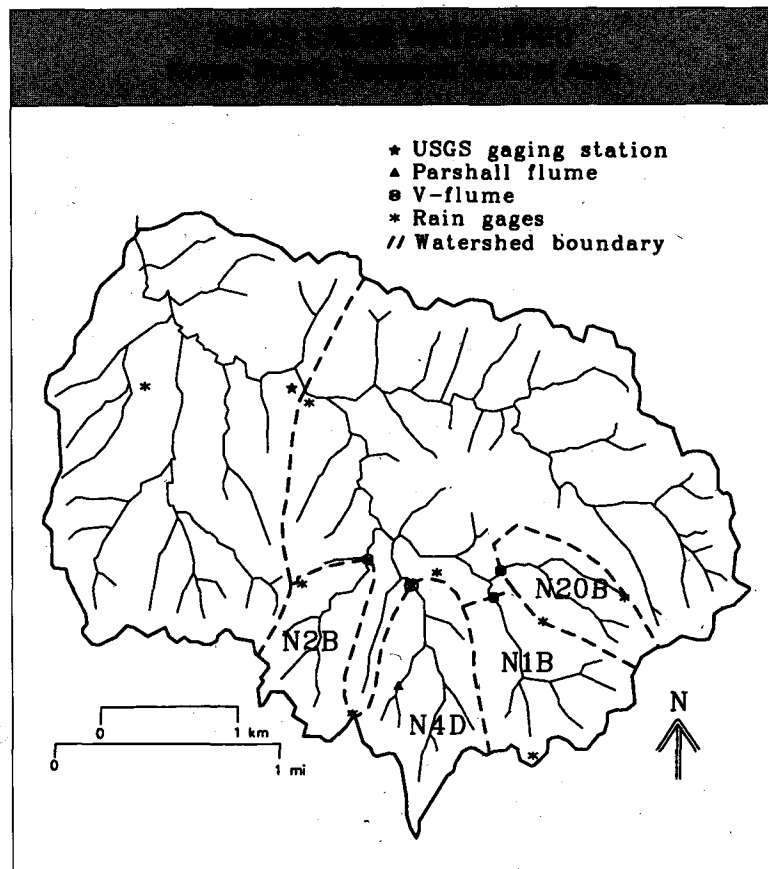 ★ USGS gaging station
▲ Parshall flume
V-flume
* Rain gages
// Watershed boundary
N20B
N2B
N1B
N4D
N
0 1 km
0 1 mi